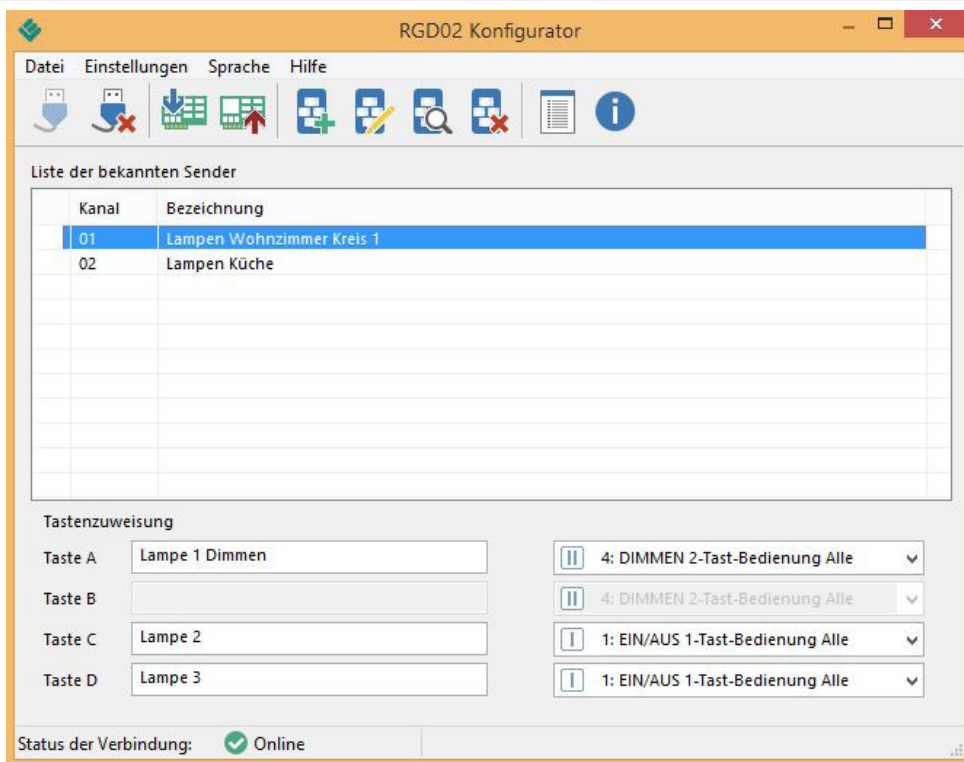 RGD02 Konfigurator
Datei Einstellungen Sprache Hilfe
Liste der bekannten Sender
Kanal Bezeichnung
01 Lampen Wohnzimmer Kreis 1
02 Lampen Küche
Tastenzuweisung
Taste A Lampe 1 Dimmen 4: DIMMEN 2-Tast-Bedienung Alle
Taste B 4: DIMMEN 2-Tast-Bedienung Alle
Taste C Lampe 2 1: EIN/AUS 1-Tast-Bedienung Alle
Taste D Lampe 3 1: EIN/AUS 1-Tast-Bedienung Alle
Status der Verbindung: Online